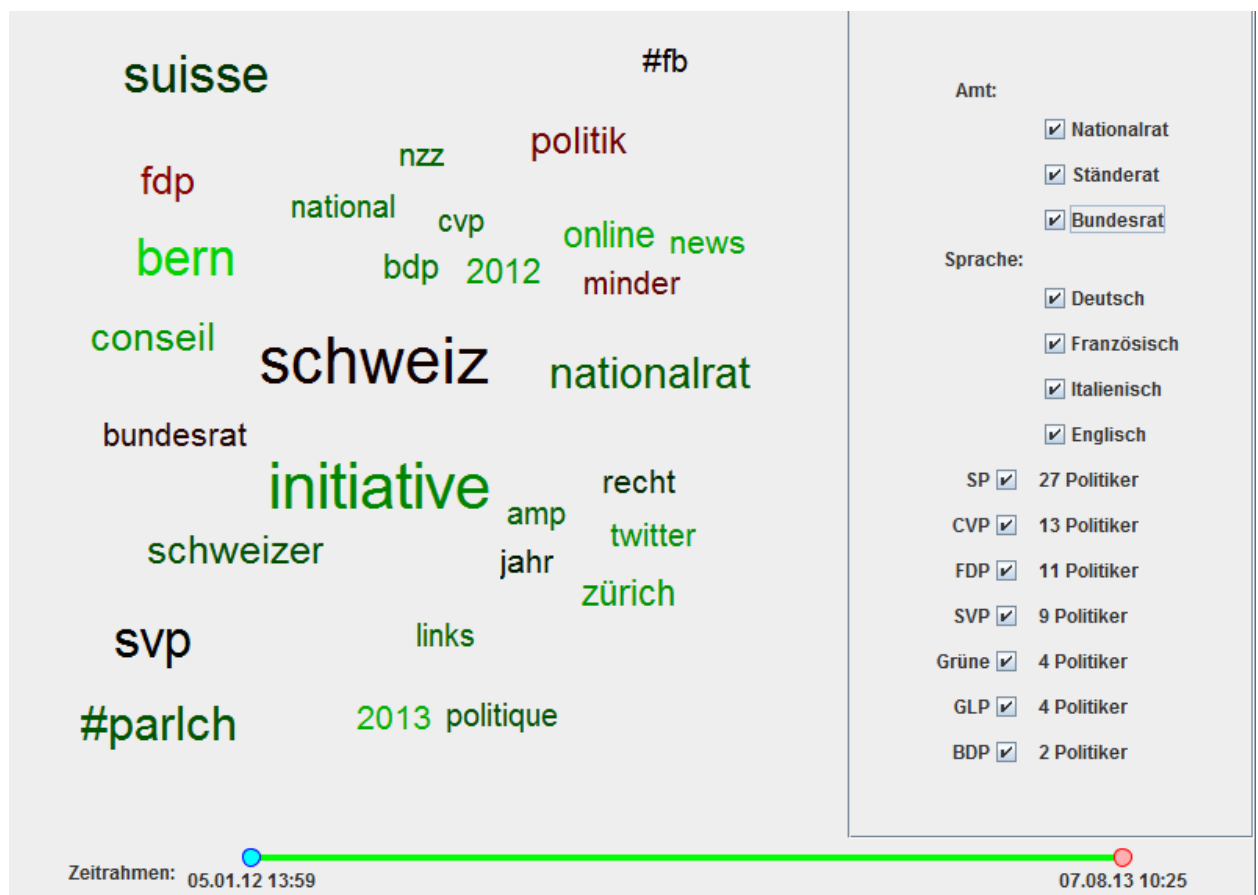 suisse
#fb
politik
nzz
fdp
national
cvp
online
news
bern
bdp
2012
minder
conseil
schweiz
nationalrat
bundesrat
initiative
recht
amp
twitter
schweizer
jahr
zürich
svp
links
#parlch
2013
politique
Amt:
Nationalrat
Ständerat
Bundesrat
Sprache:
Deutsch
Französisch
Italienisch
Englisch
SP 27 Politiker
CVP 13 Politiker
FDP 11 Politiker
SVP 9 Politiker
Grüne 4 Politiker
GLP 4 Politiker
BDP 2 Politiker
Zeitrahmen: 05.01.12 13:59 07.08.13 10:25